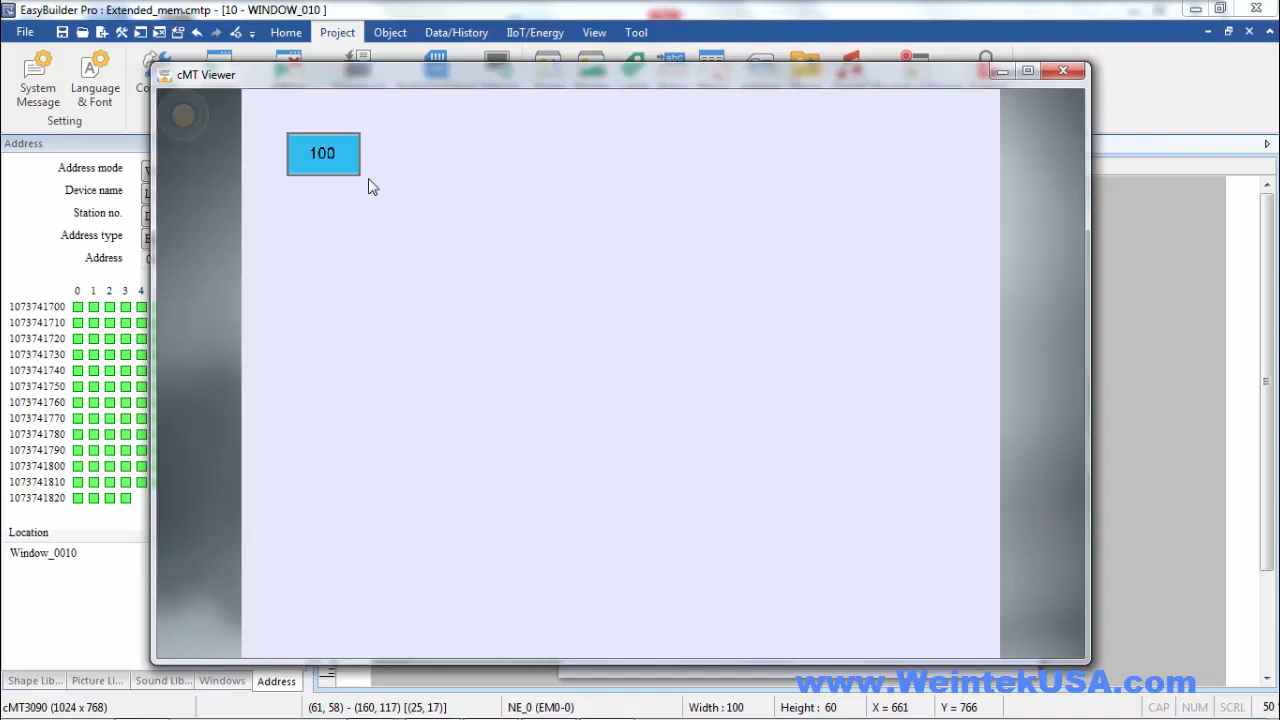 EasyBuilder Pro : Extended_mem.cmtp - [10 - WINDOW_010 ]
File Home Project Object Data/History IIoT/Energy View Tool
System Message
Language & Font
Setting
cMT Viewer
Address
Address mode
Device name
Station no.
Address type
Address
100
0 1 2 3 4
1073741700
1073741710
1073741720
1073741730
1073741740
1073741750
1073741760
1073741770
1073741780
1073741790
1073741800
1073741810
1073741820
Location
Window_0010
Shape Lib... Picture Li... Sound Lib... Windows Address
www.WeintekUSA.com
cMT3090 (1024 x 768) (61, 58) - (160, 117) [(25, 17)] NE_0 (EM0-0) Width : 100 Height : 60 X = 661 Y = 766 CAP NUM SCRL 50